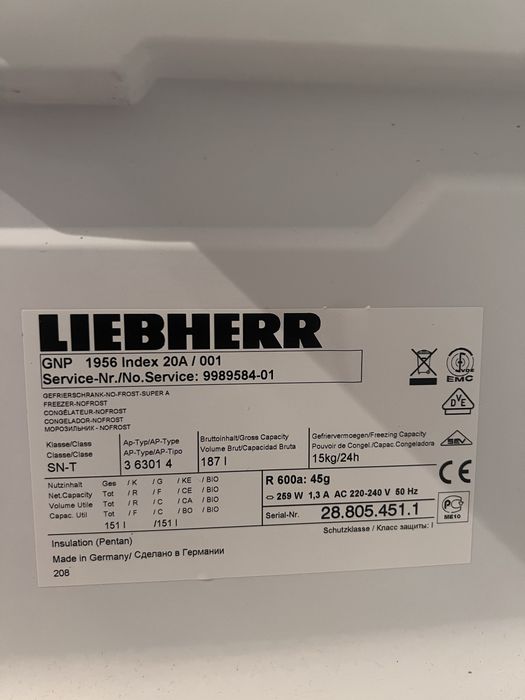 LIEBHERR
GNP 1956 Index 20A / 001
Service-Nr./No.Service: 9989584-01
GEFRIERSCHRANK-NO-FROST-SUPER A
FREEZER-NOFROST
CONGÉLATEUR-NOFROST
CONGELADOR-NOFROST
МОРОЗИЛЬНИК - NOFROST
Klasse/Class
Classe/Classe
SN-T
Ap-Typ/AP-Type
AP-Type/AP-Tipo
3 6301 4
Bruttoinhalt/Gross Capacity
Volume Brut/Capacidad Bruta
187 l
Gefriervermoegen/Freezing Capacity
Pouvoir de Congel./Capac.Congeladora
15kg/24h
Nutzinhalt Ges / K / G / KE / BIO
Net.Capacity Tot / R / F / CE / BIO
Volume Utile Tot / R / C / CA / BIO
Capac. Util Tot / F / C / BO / BIO
151 l /151 l
R 600a: 45g
259 W 1,3 A AC 220-240 V 50 Hz
Serial-Nr. 28.805.451.1
Schutzklasse / Класс защиты: I
Insulation (Pentan)
Made in Germany/ Сделано в Германии
208
EMC
DVE
SEV
CE
ME10